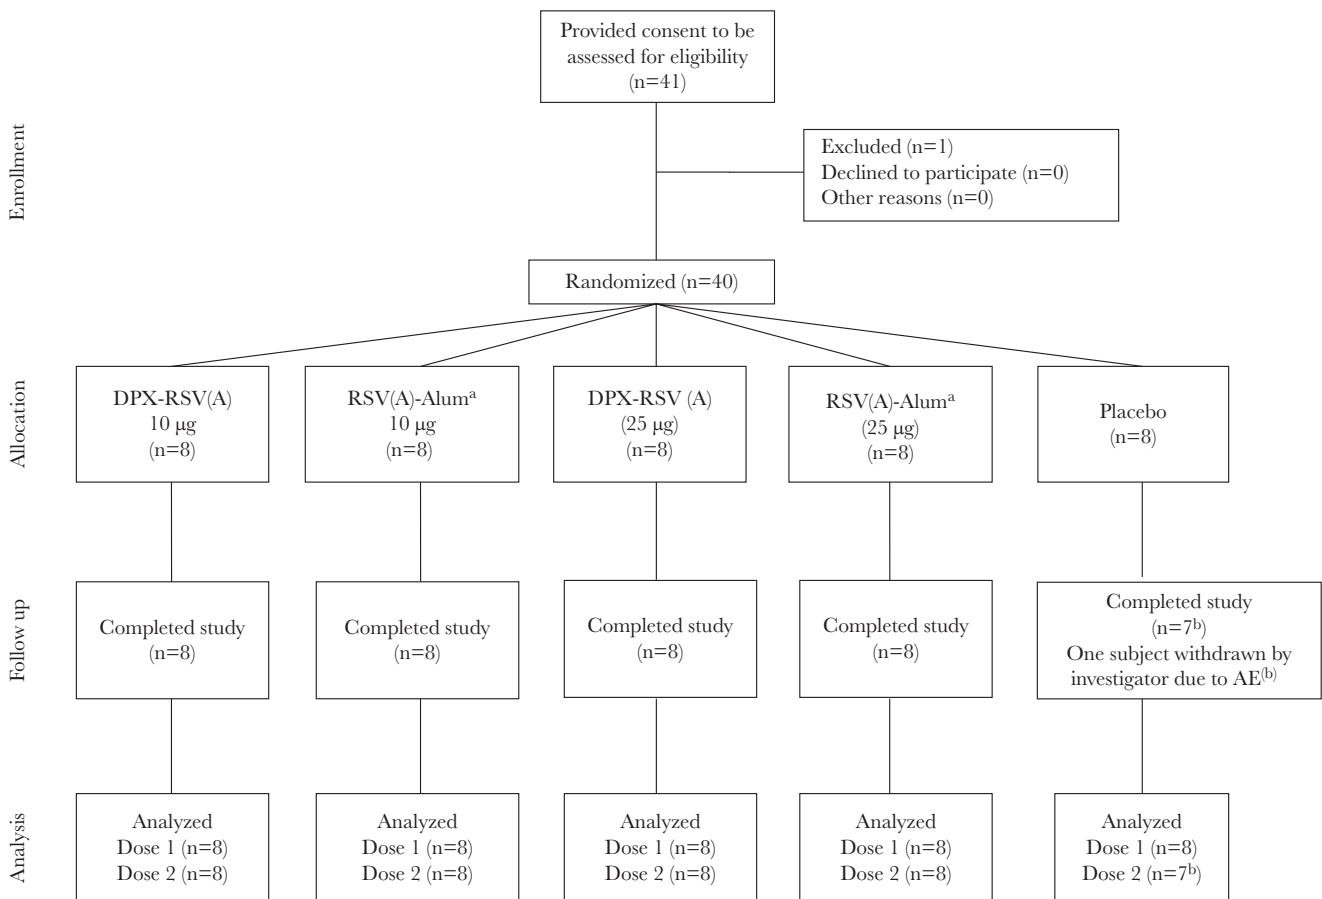 Provided consent to be
assessed for eligibility
(n=41)
Enrollment
Excluded (n=1)
Declined to participate (n=0)
Other reasons (n=0)
Randomized (n=40)
Allocation
DPX-RSV(A)
10 μg
(n=8)
RSV(A)-Alumᵃ
10 μg
(n=8)
DPX-RSV (A)
(25 μg)
(n=8)
RSV(A)-Alumᵃ
(25 μg)
(n=8)
Placebo
(n=8)
Follow up
Completed study
(n=8)
Completed study
(n=8)
Completed study
(n=8)
Completed study
(n=8)
Completed study
(n=7ᵇ)
One subject withdrawn by
investigator due to AE⁽ᵇ⁾
Analysis
Analyzed
Dose 1 (n=8)
Dose 2 (n=8)
Analyzed
Dose 1 (n=8)
Dose 2 (n=8)
Analyzed
Dose 1 (n=8)
Dose 2 (n=8)
Analyzed
Dose 1 (n=8)
Dose 2 (n=8)
Analyzed
Dose 1 (n=8)
Dose 2 (n=7ᵇ)